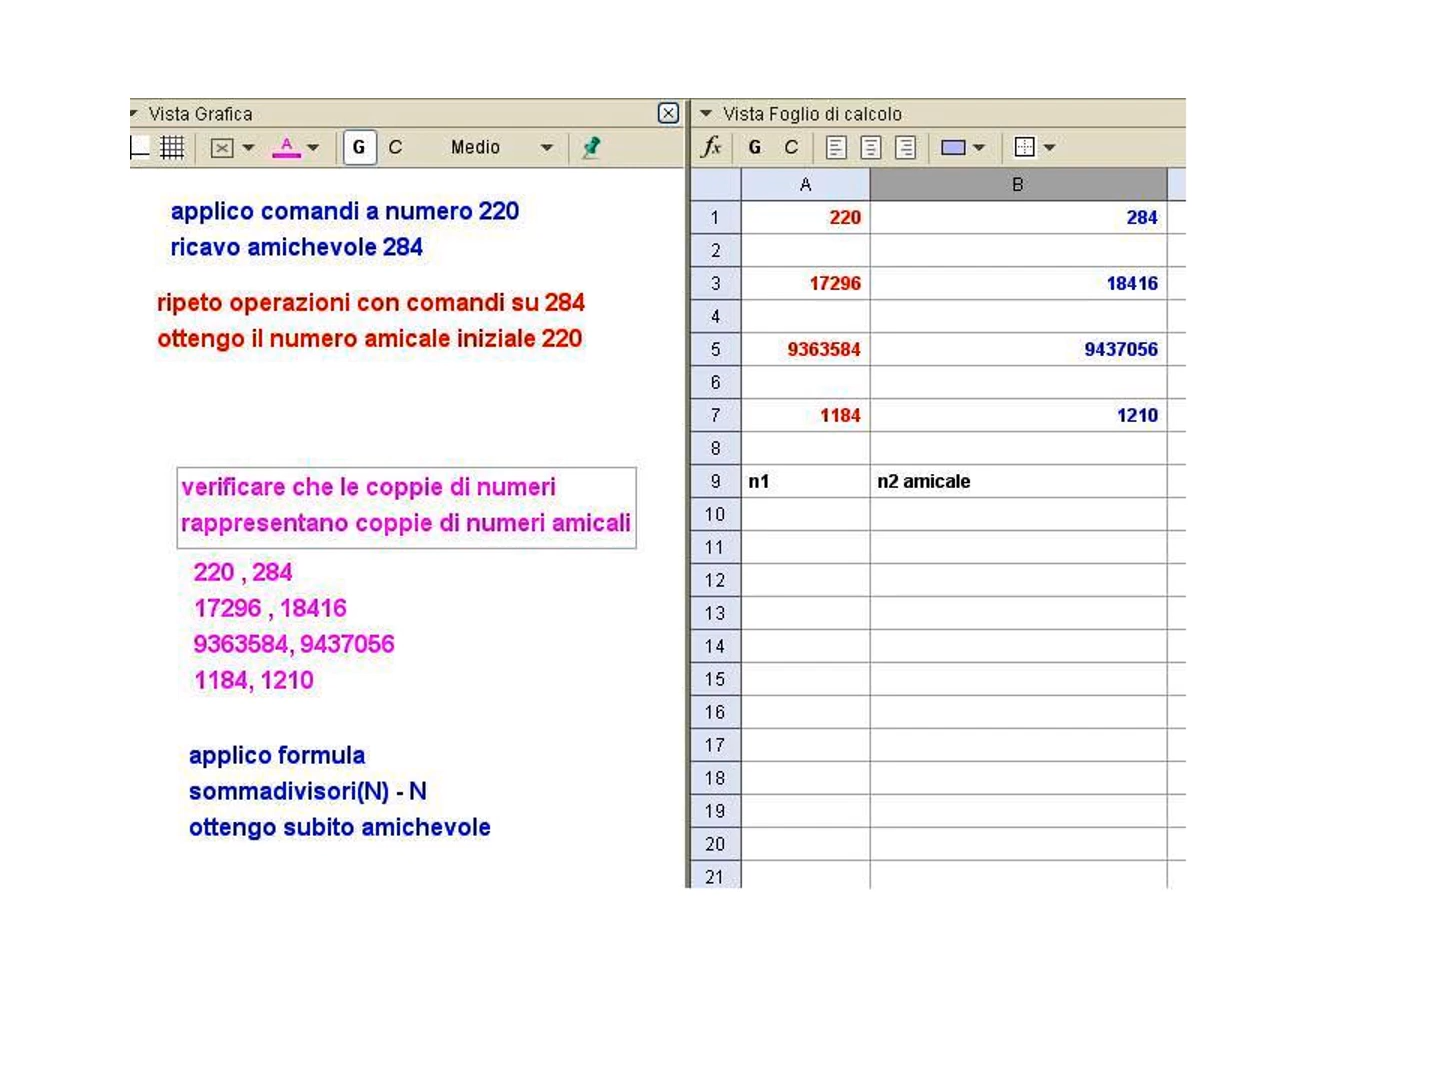 Vista Grafica
A G C Medio
applico comandi a numero 220
ricavo amichevole 284
ripeto operazioni con comandi su 284
ottengo il numero amicale iniziale 220
verificare che le coppie di numeri
rappresentano coppie di numeri amicali
220 , 284
17296 , 18416
9363584, 9437056
1184, 1210
applico formula
sommadivisori(N) - N
ottengo subito amichevole
Vista Foglio di calcolo
fx G C
A B
1 220 284
2
3 17296 18416
4
5 9363584 9437056
6
7 1184 1210
8
9 n1 n2 amicale
10
11
12
13
14
15
16
17
18
19
20
21